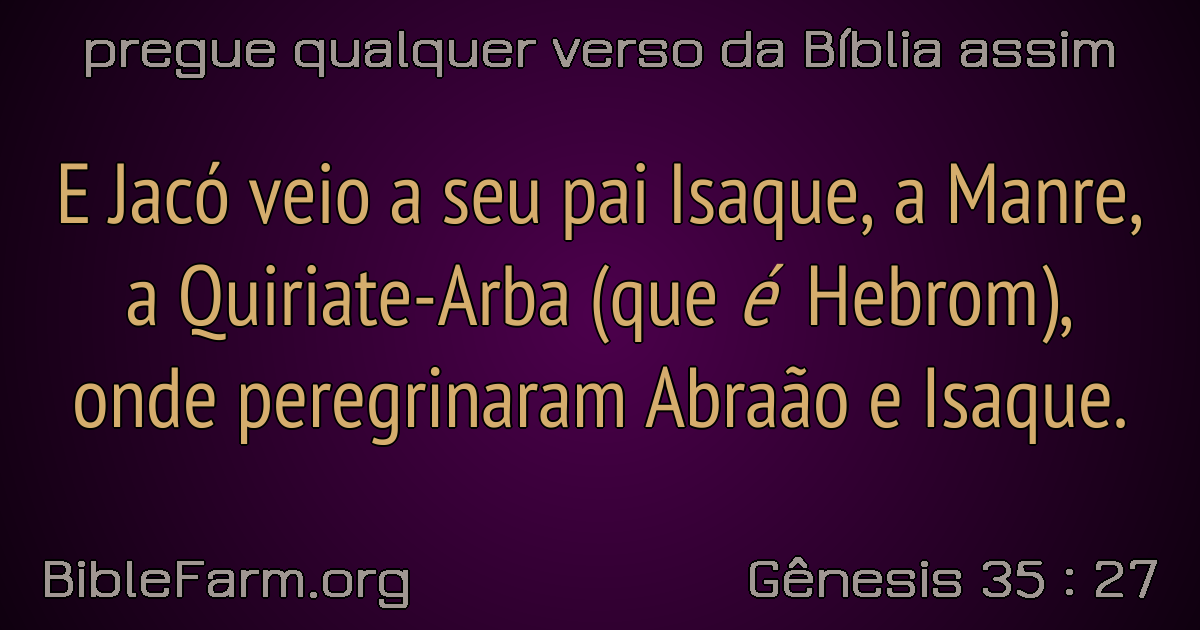 pregue qualquer verso da Bíblia assim
E Jacó veio a seu pai Isaque, a Manre,
a Quiriate-Arba (que é Hebrom),
onde peregrinaram Abraão e Isaque.
BibleFarm.org
Gênesis 35 : 27